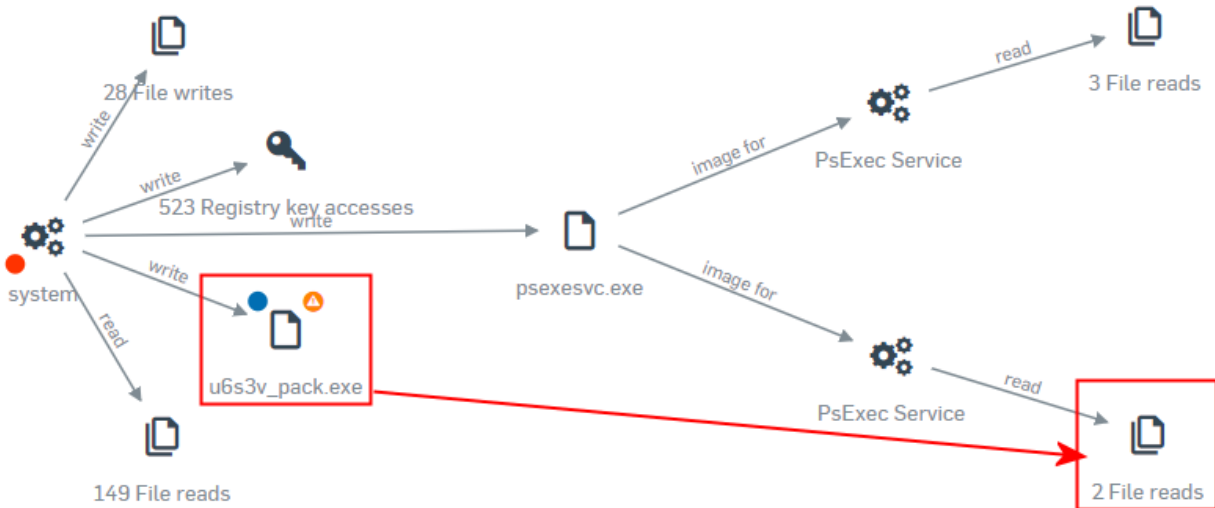 28 File writes
write
read
3 File reads
write
523 Registry key accesses
image for
PsExec Service
write
system
write
u6s3v_pack.exe
psexesvc.exe
image for
PsExec Service
read
read
149 File reads
2 File reads